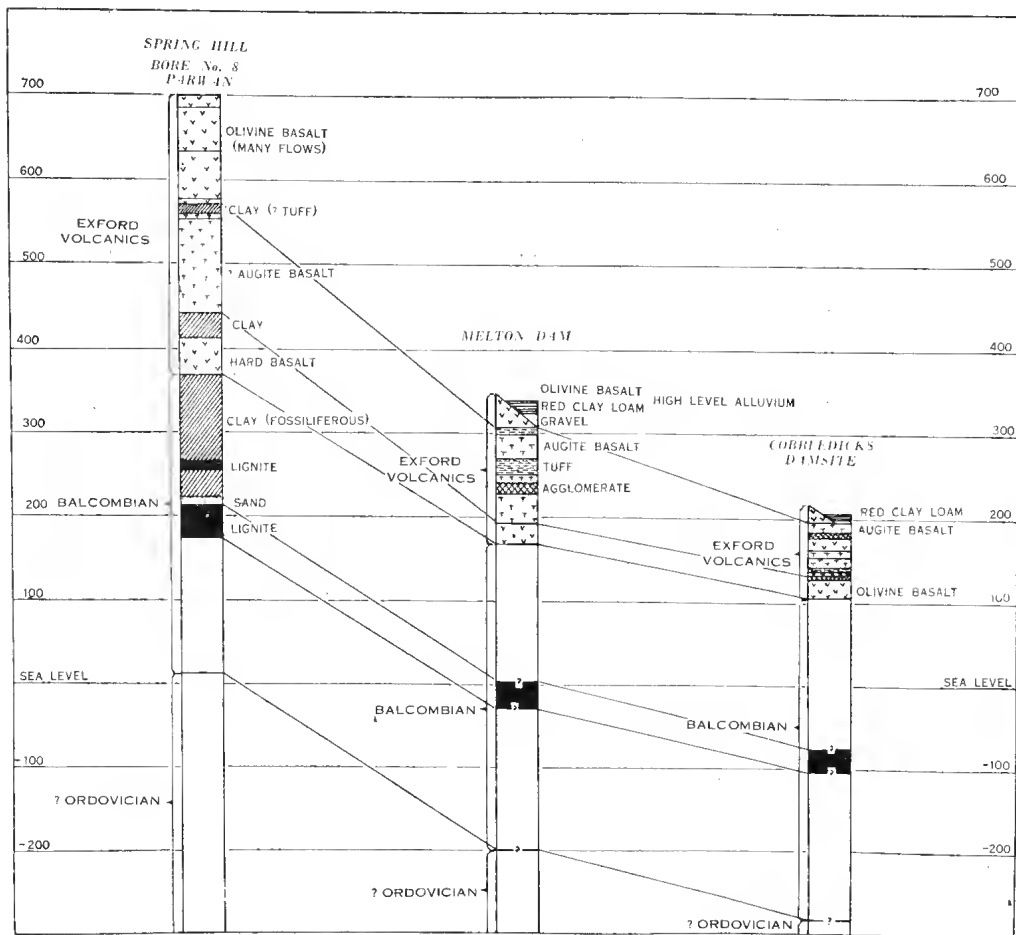 SPRING HILL
BORE No. 8
PARWAN
700
700
OLIVINE BASALT
(MANY FLOWS)
600
600
CLAY (? TUFF)
EXFORD
VOLCANICS
500
500
? AUGITE BASALT
CLAY
MELTON DAM
400
400
HARD BASALT
OLIVINE BASALT
HIGH LEVEL ALLUVIUM
RED CLAY LOAM
GRAVEL
CLAY (FOSSILIFEROUS)
300
300
AUGITE BASALT
COBBLEDICKS
DAMSITE
EXFORD
VOLCANICS
TUFF
LIGNITE
AGGLOMERATE
BALCOMBIAN
SAND
200
200
RED CLAY LOAM
LIGNITE
AUGITE BASALT
EXFORD
VOLCANICS
OLIVINE BASALT
100
100
SEA LEVEL
SEA LEVEL
?
BALCOMBIAN
?
BALCOMBIAN
?
-100
-100
?
? ORDOVICIAN
-200
-200
?
? ORDOVICIAN
? ORDOVICIAN
?